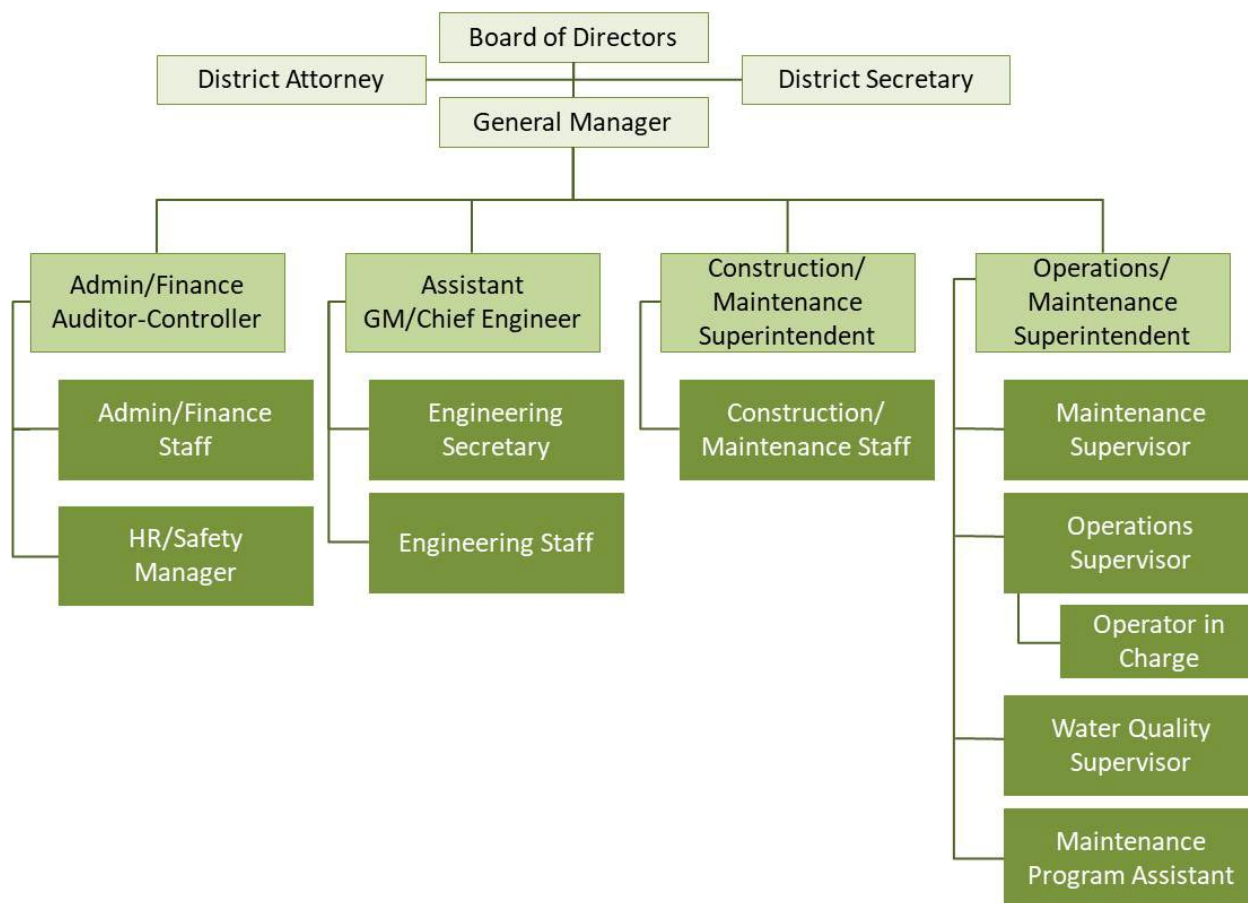 Board of Directors
District Attorney
District Secretary
General Manager
Admin/Finance
Auditor-Controller
Assistant
GM/Chief Engineer
Construction/
Maintenance
Superintendent
Operations/
Maintenance
Superintendent
Admin/Finance
Staff
HR/Safety
Manager
Engineering
Secretary
Engineering Staff
Construction/
Maintenance Staff
Maintenance
Supervisor
Operations
Supervisor
Operator in
Charge
Water Quality
Supervisor
Maintenance
Program Assistant